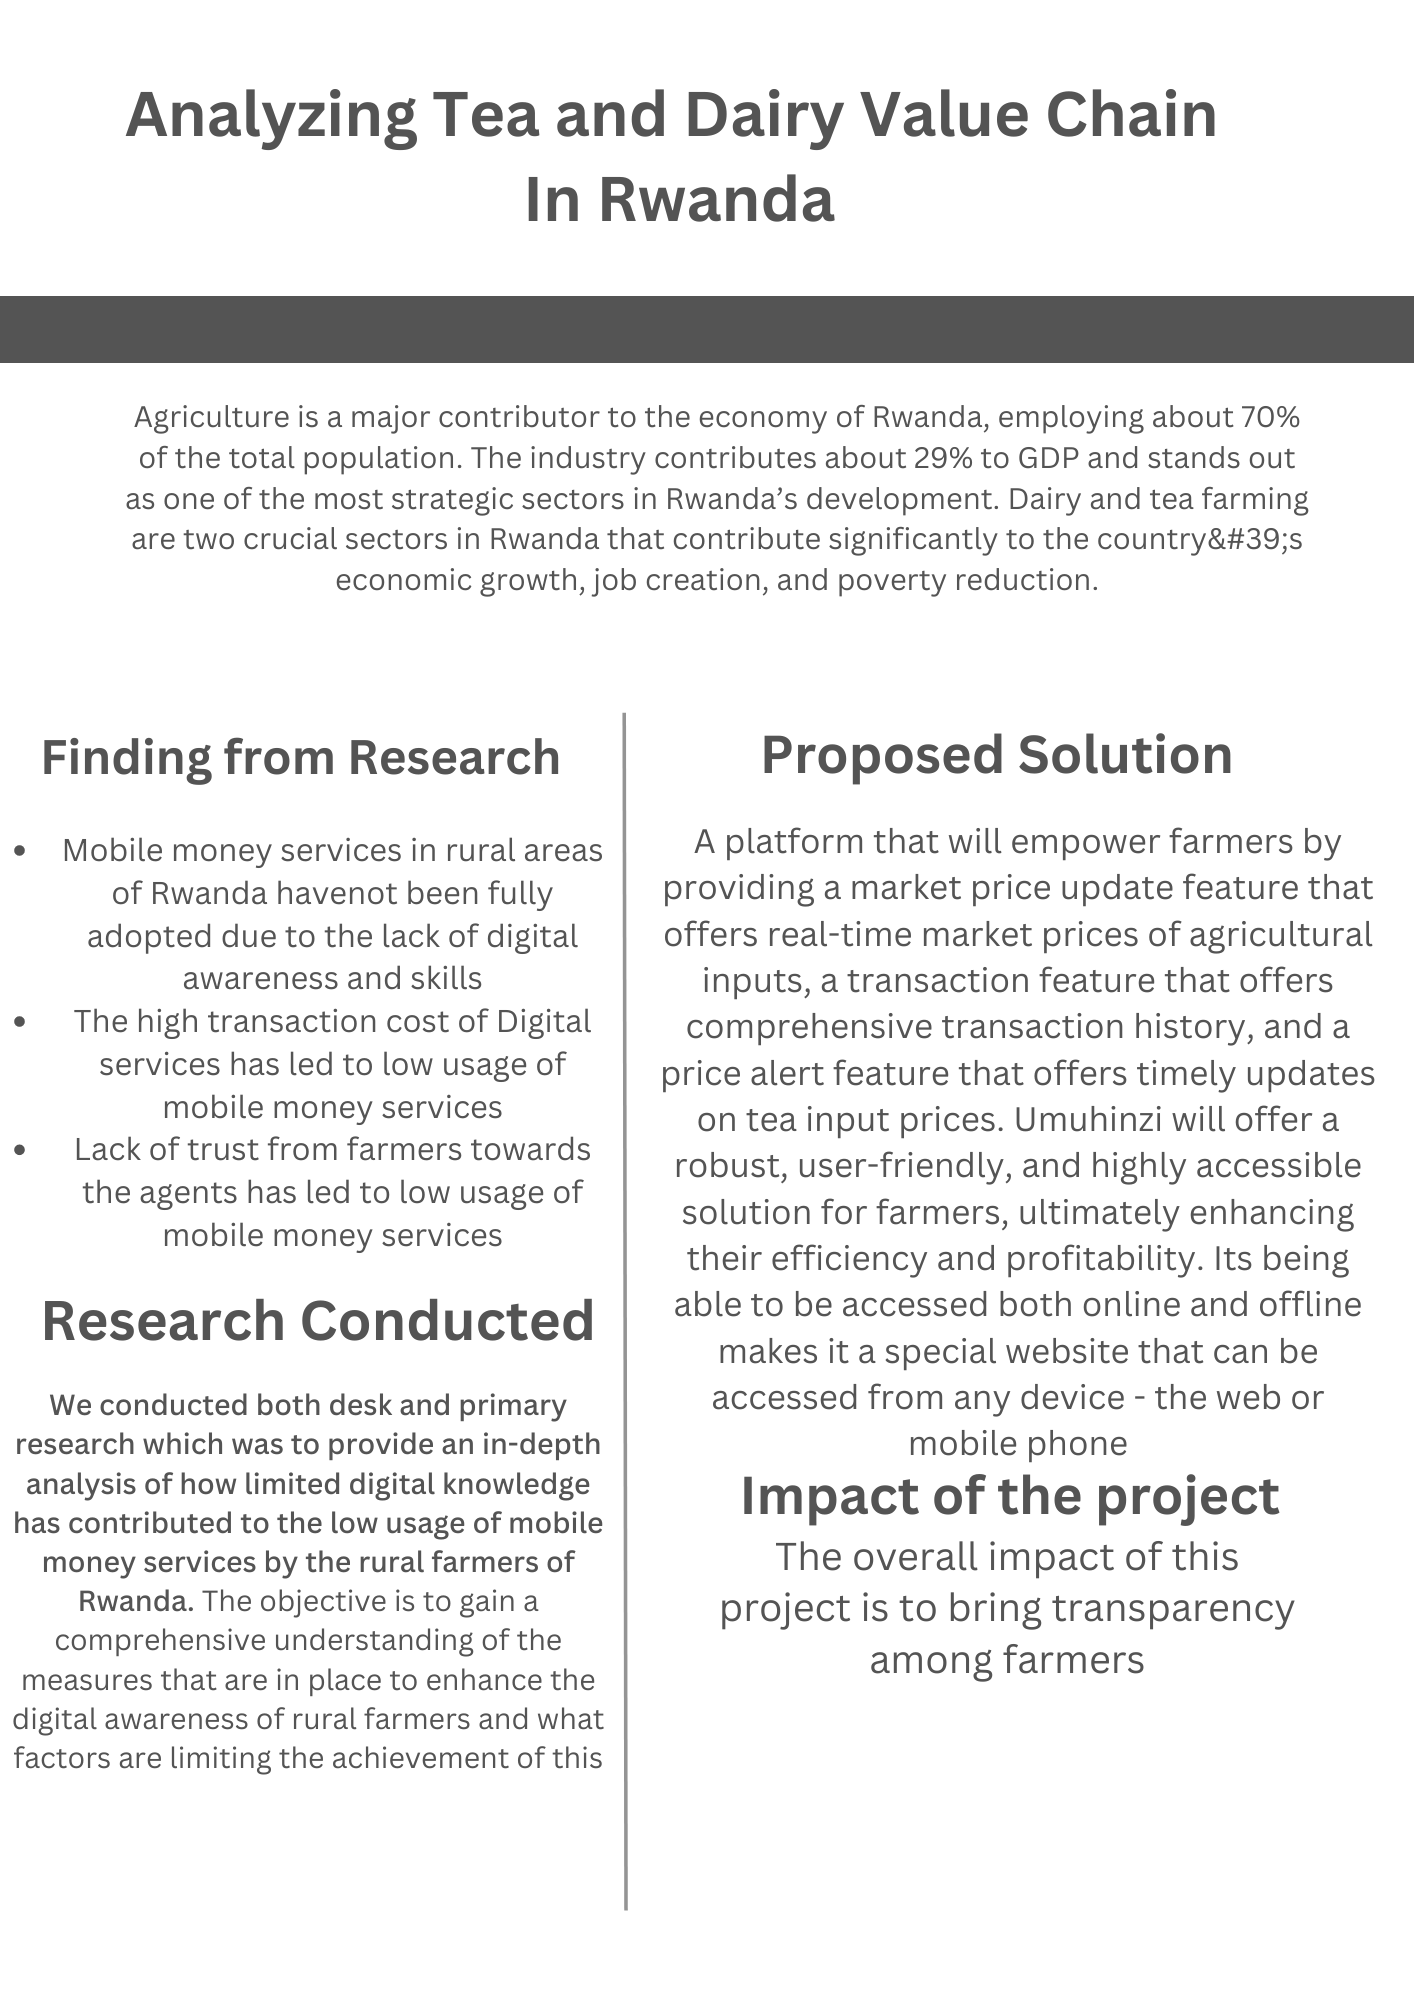 Analyzing Tea and Dairy Value Chain
In Rwanda
Agriculture is a major contributor to the economy of Rwanda, employing about 70%
of the total population. The industry contributes about 29% to GDP and stands out
as one of the most strategic sectors in Rwanda’s development. Dairy and tea farming
are two crucial sectors in Rwanda that contribute significantly to the country&#39;s
economic growth, job creation, and poverty reduction.
Finding from Research
• Mobile money services in rural areas
of Rwanda havenot been fully
adopted due to the lack of digital
awareness and skills
• The high transaction cost of Digital
services has led to low usage of
mobile money services
• Lack of trust from farmers towards
the agents has led to low usage of
mobile money services
Research Conducted
We conducted both desk and primary
research which was to provide an in-depth
analysis of how limited digital knowledge
has contributed to the low usage of mobile
money services by the rural farmers of
Rwanda. The objective is to gain a
comprehensive understanding of the
measures that are in place to enhance the
digital awareness of rural farmers and what
factors are limiting the achievement of this
Proposed Solution
A platform that will empower farmers by
providing a market price update feature that
offers real-time market prices of agricultural
inputs, a transaction feature that offers
comprehensive transaction history, and a
price alert feature that offers timely updates
on tea input prices. Umuhinzi will offer a
robust, user-friendly, and highly accessible
solution for farmers, ultimately enhancing
their efficiency and profitability. Its being
able to be accessed both online and offline
makes it a special website that can be
accessed from any device - the web or
mobile phone
Impact of the project
The overall impact of this
project is to bring transparency
among farmers